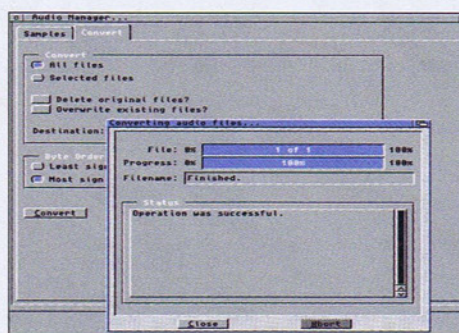 Audio Manager...
Samples Convert
Convert
All files
Selected files
Delete original files?
Overwrite existing files?
Destination:
Byte Order
Least sign
Most sign
Convert
Converting audio files...
File: 0% 1 of 1 100%
Progress: 0% 100% 100%
Filename: Finished.
Status
Operation was successful.
Close Abort